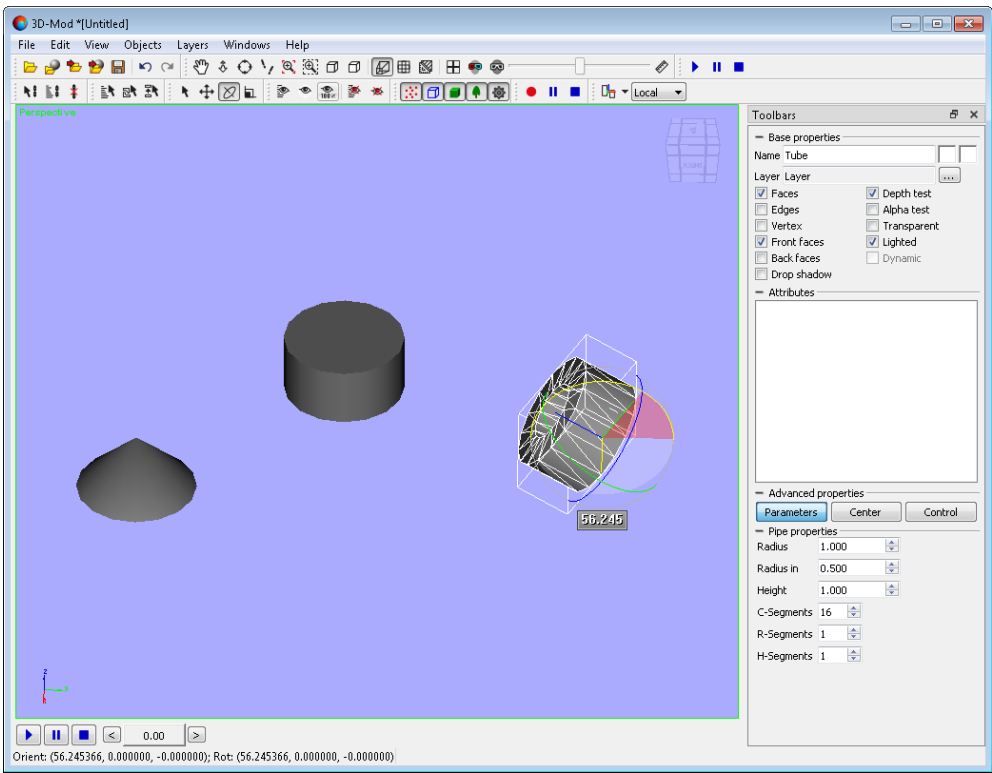 3D-Mod *[Untitled]
File Edit View Objects Layers Windows Help
100%
Local
Perspective
Toolbars
Base properties
Name Tube
Layer Layer ...
Faces Depth test
Edges Alpha test
Vertex Transparent
Front faces Lighted
Back faces Dynamic
Drop shadow
Attributes
56.245
Advanced properties
Parameters Center Control
Pipe properties
Radius 1.000
Radius in 0.500
Height 1.000
C-Segments 16
R-Segments 1
H-Segments 1
z
< 0.00 >
Orient: (56.245366, 0.000000, -0.000000); Rot: (56.245366, 0.000000, -0.000000)